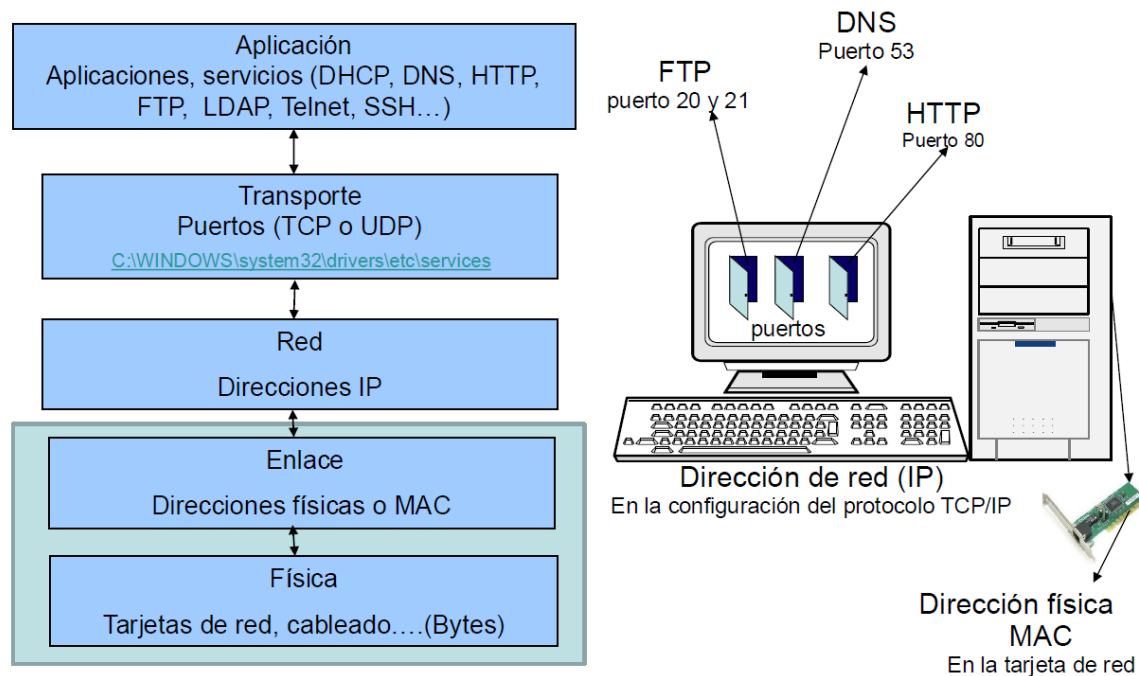 Aplicación
Aplicaciones, servicios (DHCP, DNS, HTTP,
FTP, LDAP, Telnet, SSH…)
Transporte
Puertos (TCP o UDP)
C:\WINDOWS\system32\drivers\etc\services
Red
Direcciones IP
Enlace
Direcciones físicas o MAC
Física
Tarjetas de red, cableado….(Bytes)
DNS
Puerto 53
FTP
puerto 20 y 21
HTTP
Puerto 80
puertos
Dirección de red (IP)
En la configuración del protocolo TCP/IP
Dirección física
MAC
En la tarjeta de red